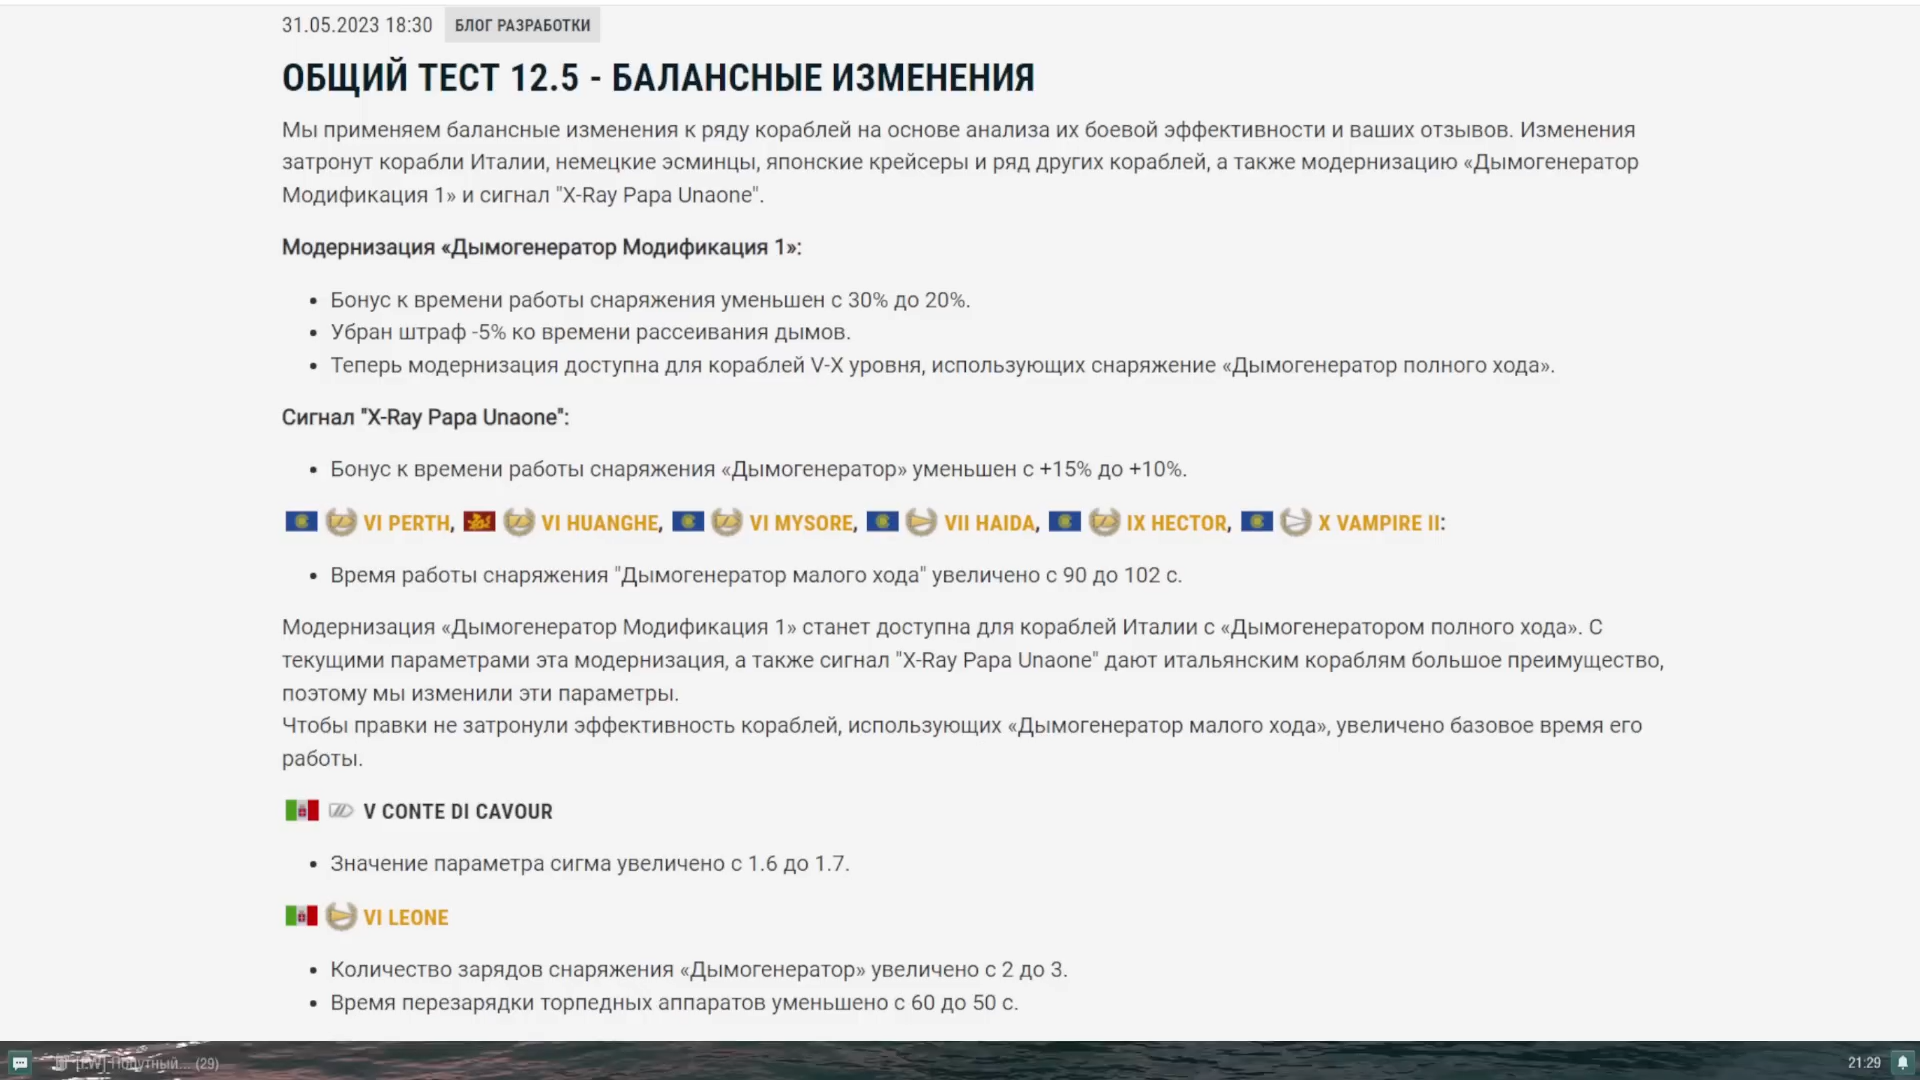 31.05.2023 18:30 БЛОГ РАЗРАБОТКИ
ОБЩИЙ ТЕСТ 12.5 - БАЛАНСНЫЕ ИЗМЕНЕНИЯ
Мы применяем балансные изменения к ряду кораблей на основе анализа их боевой эффективности и ваших отзывов. Изменения
затронут корабли Италии, немецкие эсминцы, японские крейсеры и ряд других кораблей, а также модернизацию «Дымогенератор
Модификация 1» и сигнал "X-Ray Papa Unaone".
Модернизация «Дымогенератор Модификация 1»:
• Бонус к времени работы снаряжения уменьшен с 30% до 20%.
• Убран штраф -5% ко времени рассеивания дымов.
• Теперь модернизация доступна для кораблей V-X уровня, использующих снаряжение «Дымогенератор полного хода».
Сигнал "X-Ray Papa Unaone":
• Бонус к времени работы снаряжения «Дымогенератор» уменьшен с +15% до +10%.
VI PERTH, VI HUANGHE, VI MYSORE, VII HAIDA, IX HECTOR, X VAMPIRE II:
• Время работы снаряжения "Дымогенератор малого хода" увеличено с 90 до 102 с.
Модернизация «Дымогенератор Модификация 1» станет доступна для кораблей Италии с «Дымогенератором полного хода». С
текущими параметрами эта модернизация, а также сигнал "X-Ray Papa Unaone" дают итальянским кораблям большое преимущество,
поэтому мы изменили эти параметры.
Чтобы правки не затронули эффективность кораблей, использующих «Дымогенератор малого хода», увеличено базовое время его
работы.
V CONTE DI CAVOUR
• Значение параметра сигма увеличено с 1.6 до 1.7.
VI LEONE
• Количество зарядов снаряжения «Дымогенератор» увеличено с 2 до 3.
• Время перезарядки торпедных аппаратов уменьшено с 60 до 50 с.
(29)
21:29